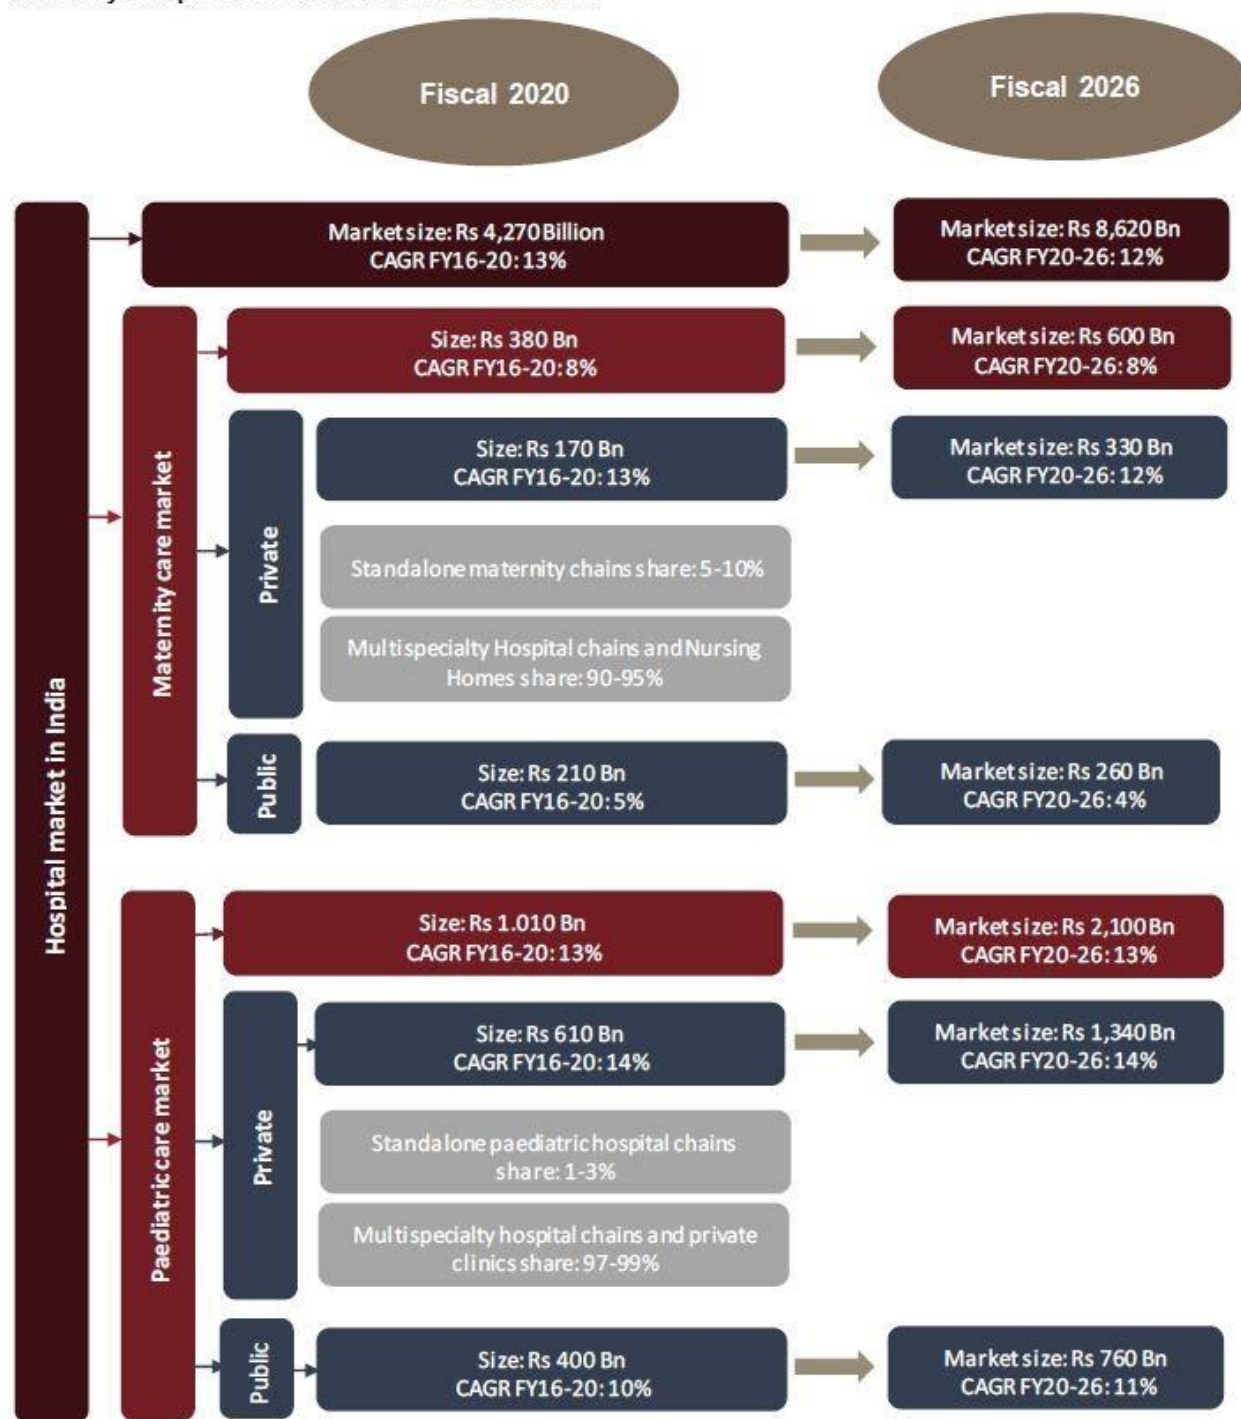 Fiscal 2020
Fiscal 2026
Hospital market in India
Market size: Rs 4,270 Billion
CAGR FY16-20: 13%
Market size: Rs 8,620 Bn
CAGR FY20-26: 12%
Maternity care market
Size: Rs 380 Bn
CAGR FY16-20: 8%
Market size: Rs 600 Bn
CAGR FY20-26: 8%
Private
Size: Rs 170 Bn
CAGR FY16-20: 13%
Market size: Rs 330 Bn
CAGR FY20-26: 12%
Standalone maternity chains share: 5-10%
Multispecialty Hospital chains and Nursing
Homes share: 90-95%
Public
Size: Rs 210 Bn
CAGR FY16-20: 5%
Market size: Rs 260 Bn
CAGR FY20-26: 4%
Paediatric care market
Size: Rs 1.010 Bn
CAGR FY16-20: 13%
Market size: Rs 2,100 Bn
CAGR FY20-26: 13%
Private
Size: Rs 610 Bn
CAGR FY16-20: 14%
Market size: Rs 1,340 Bn
CAGR FY20-26: 14%
Standalone paediatric hospital chains
share: 1-3%
Multispecialty hospital chains and private
clinics share: 97-99%
Public
Size: Rs 400 Bn
CAGR FY16-20: 10%
Market size: Rs 760 Bn
CAGR FY20-26: 11%